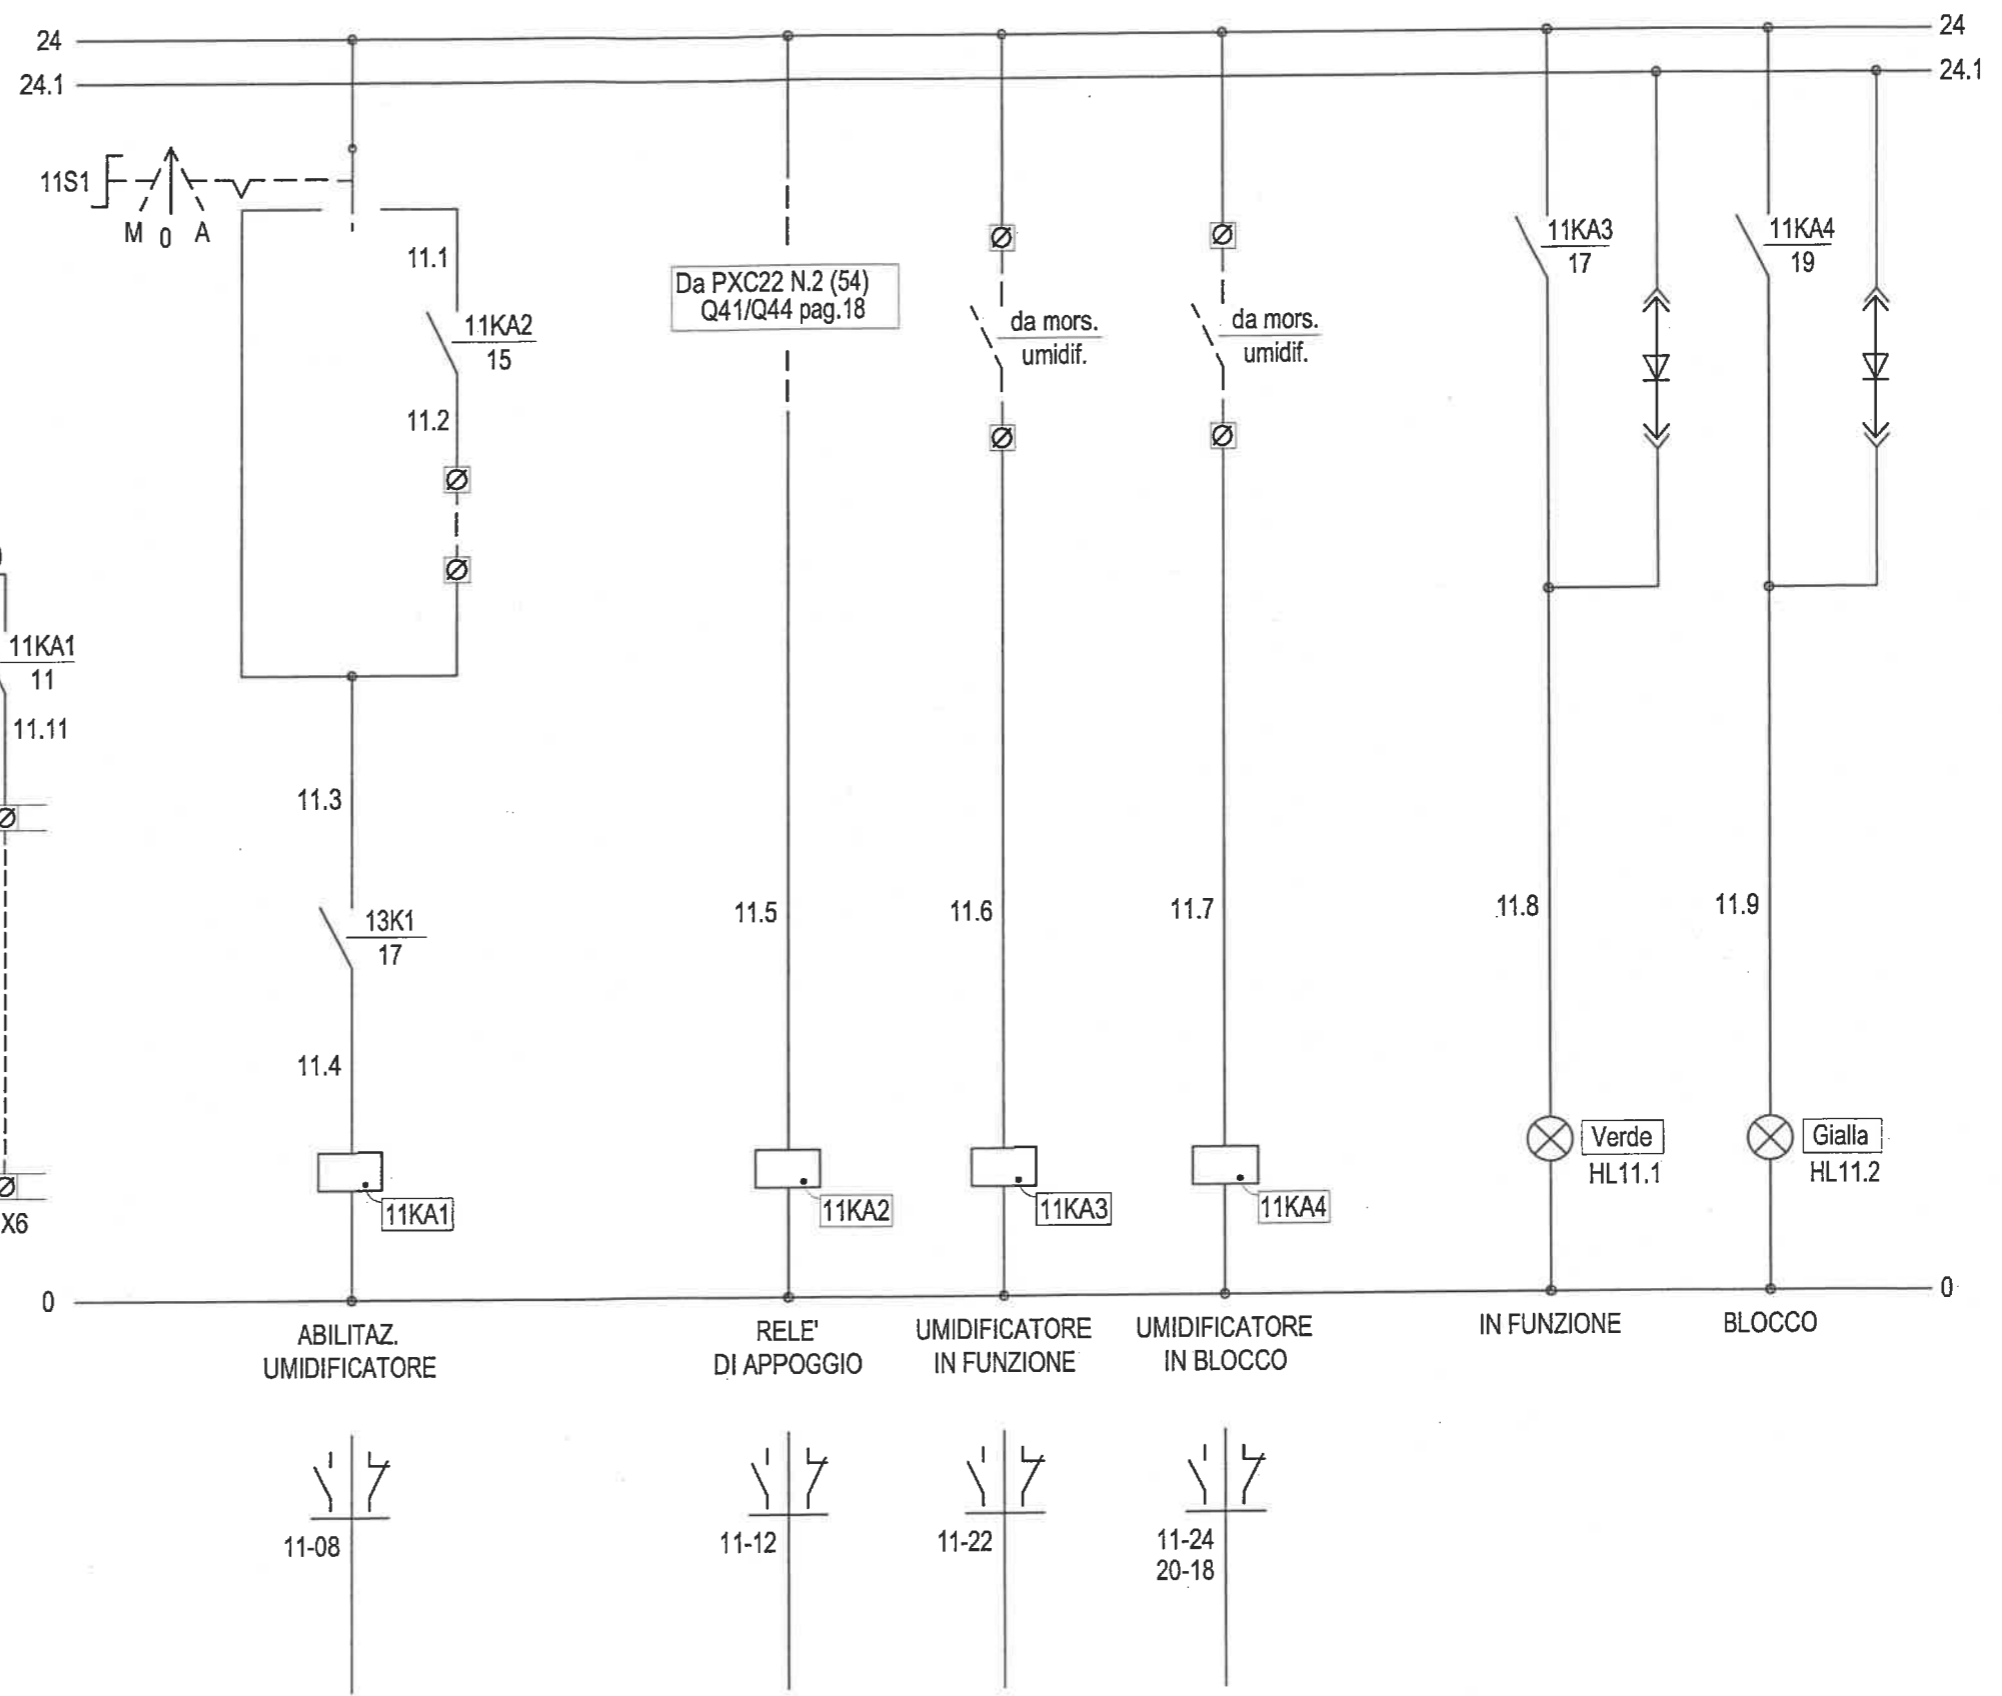 24
24
24.1
24.1
11S1
M 0 A
11.1
11KA2
15
11.2
Da PXC22 N.2 (54)
Q41/Q44 pag.18
da mors.
umidif.
da mors.
umidif.
11KA3
17
11KA4
19
11KA1
11
11.11
11.3
13K1
17
11.4
11.5
11.6
11.7
11.8
11.9
11KA1
11KA2
11KA3
11KA4
Verde
HL11.1
Gialla
HL11.2
X6
0
0
ABILITAZ.
UMIDIFICATORE
RELE'
DI APPOGGIO
UMIDIFICATORE
IN FUNZIONE
UMIDIFICATORE
IN BLOCCO
IN FUNZIONE
BLOCCO
11-08
11-12
11-22
11-24
20-18